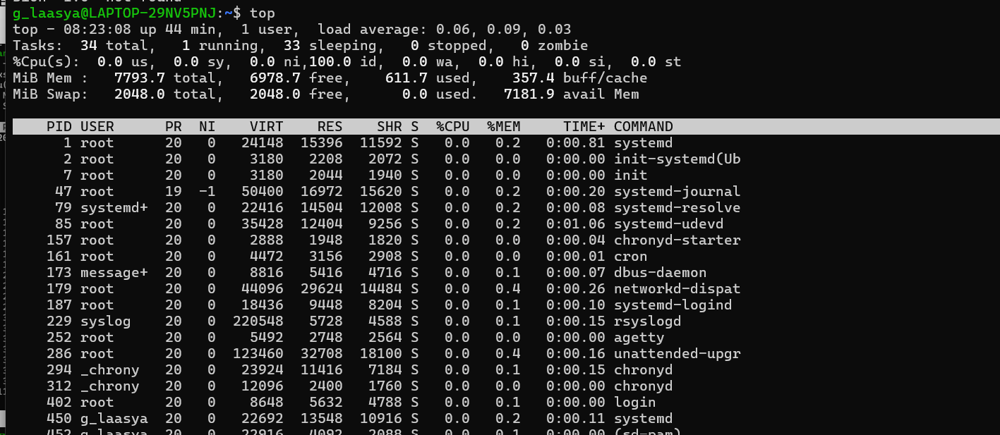 g_laasya@LAPTOP-29NV5PNJ:~$ top
top - 08:23:08 up 44 min,  1 user,  load average: 0.06, 0.09, 0.03
Tasks:  34 total,   1 running,  33 sleeping,   0 stopped,   0 zombie
%Cpu(s):  0.0 us,  0.0 sy,  0.0 ni,100.0 id,  0.0 wa,  0.0 hi,  0.0 si,  0.0 st
MiB Mem :   7793.7 total,   6978.7 free,    611.7 used,    357.4 buff/cache
MiB Swap:   2048.0 total,   2048.0 free,      0.0 used.   7181.9 avail Mem
    PID USER      PR  NI    VIRT    RES    SHR S  %CPU  %MEM     TIME+ COMMAND
      1 root      20   0   24148  15396  11592 S   0.0   0.2   0:00.81 systemd
      2 root      20   0    3180   2208   2072 S   0.0   0.0   0:00.00 init-systemd(Ub
      7 root      20   0    3180   2044   1940 S   0.0   0.0   0:00.00 init
     47 root      19  -1   50400  16972  15620 S   0.0   0.2   0:00.20 systemd-journal
     79 systemd+  20   0   22416  14504  12008 S   0.0   0.2   0:00.08 systemd-resolve
     85 root      20   0   35428  12404   9256 S   0.0   0.2   0:01.06 systemd-udevd
    157 root      20   0    2888   1948   1820 S   0.0   0.0   0:00.04 chronyd-starter
    161 root      20   0    4472   3156   2908 S   0.0   0.0   0:00.01 cron
    173 message+  20   0    8816   5416   4716 S   0.0   0.1   0:00.07 dbus-daemon
    179 root      20   0   44096  29624  14484 S   0.0   0.4   0:00.26 networkd-dispat
    187 root      20   0   18436   9448   8204 S   0.0   0.1   0:00.10 systemd-logind
    229 syslog    20   0  220548   5728   4588 S   0.0   0.1   0:00.15 rsyslogd
    252 root      20   0    5492   2748   2564 S   0.0   0.0   0:00.00 agetty
    286 root      20   0  123460  32708  18100 S   0.0   0.4   0:00.16 unattended-upgr
    294 _chrony   20   0   23924  11416   7184 S   0.0   0.1   0:00.15 chronyd
    312 _chrony   20   0   12096   2400   1760 S   0.0   0.0   0:00.00 chronyd
    402 root      20   0    8648   5632   4788 S   0.0   0.1   0:00.00 login
    450 g_laasya  20   0   22692  13548  10916 S   0.0   0.2   0:00.11 systemd
    452 g_laasya  20   0   22916   4092   2088 S   0.0   0.1   0:00.00 (sd-pam)